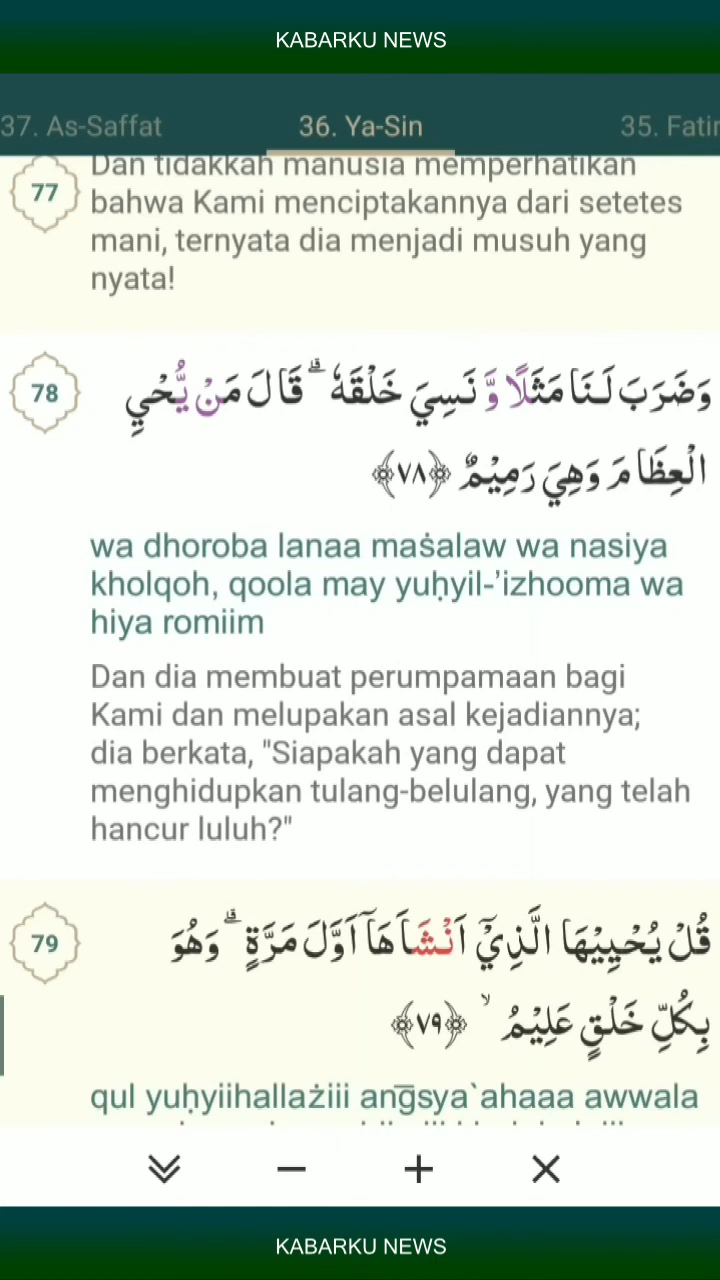 KABARKU NEWS
37. As-Saffat 36. Ya-Sin 35. Fatir
Dan tidakkah manusia memperhatikan
77
bahwa Kami menciptakannya dari setetes
mani, ternyata dia menjadi musuh yang
nyata!
78
وَضَرَبَ لَنَا مَثَلًا وَّنَسِيَ خَلْقَهٗ ۗ قَالَ مَنْ يُّحْيِ
الْعِظَامَ وَهِيَ رَمِيْمٌ ﴿٧٨﴾
wa dhoroba lanaa maṡalaw wa nasiya
kholqoh, qoola may yuḥyil-'izhooma wa
hiya romiim
Dan dia membuat perumpamaan bagi
Kami dan melupakan asal kejadiannya;
dia berkata, "Siapakah yang dapat
menghidupkan tulang-belulang, yang telah
hancur luluh?"
79
قُلْ يُحْيِيْهَا الَّذِيْٓ اَنْشَاَهَآ اَوَّلَ مَرَّةٍ ۗ وَهُوَ
بِكُلِّ خَلْقٍ عَلِيْمٌ ۙ ﴿٧٩﴾
qul yuḥyiihallażiii ang̅sya`ahaaa awwala
KABARKU NEWS